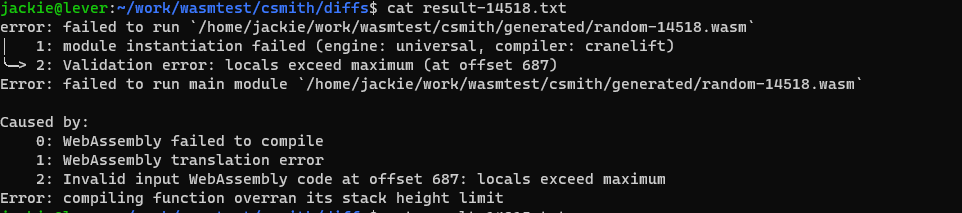 jackie@lever:~/work/wasmtest/csmith/diffs$ cat result-14518.txt
error: failed to run `/home/jackie/work/wasmtest/csmith/generated/random-14518.wasm`
│   1: module instantiation failed (engine: universal, compiler: cranelift)
╰─> 2: Validation error: locals exceed maximum (at offset 687)
Error: failed to run main module `/home/jackie/work/wasmtest/csmith/generated/random-14518.wasm`
Caused by:
    0: WebAssembly failed to compile
    1: WebAssembly translation error
    2: Invalid input WebAssembly code at offset 687: locals exceed maximum
Error: compiling function overran its stack height limit